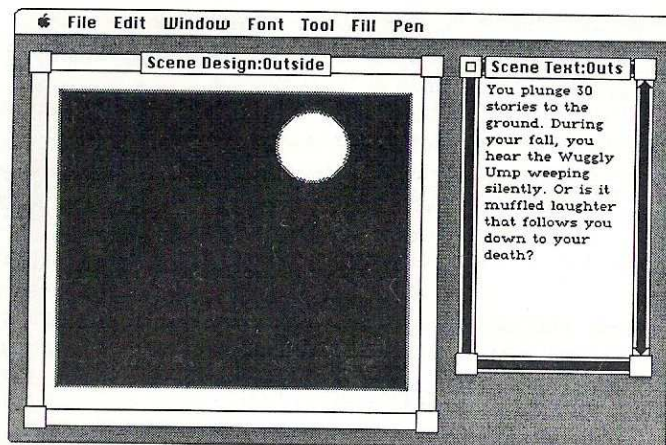 File Edit Window Font Tool Fill Pen
Scene Design:Outside
Scene Text:Outs
You plunge 30
stories to the
ground. During
your fall, you
hear the Wuggly
Ump weeping
silently. Or is it
muffled laughter
that follows you
down to your
death?